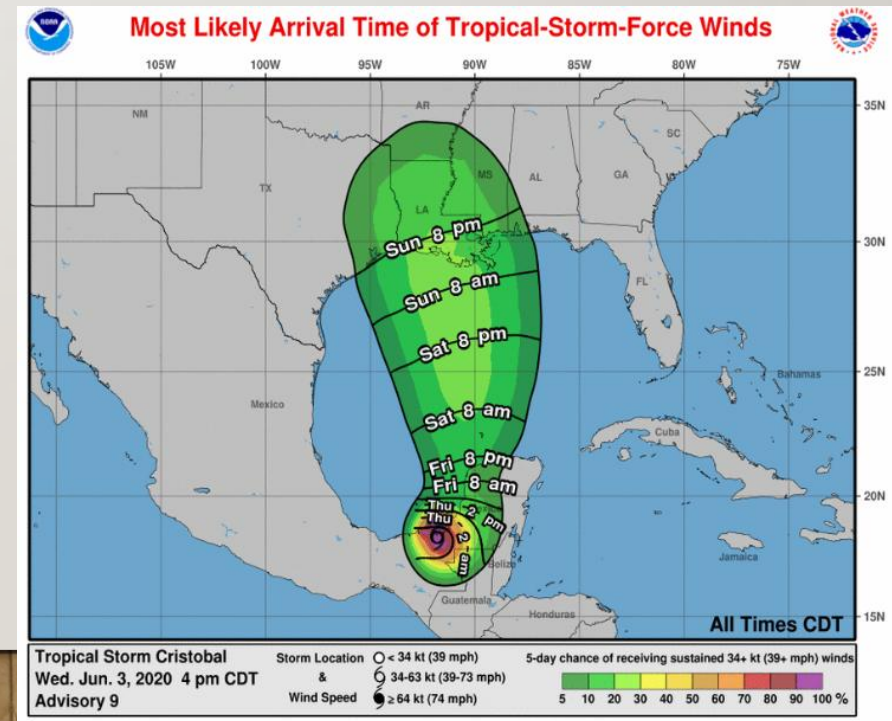 NOAA
Most Likely Arrival Time of Tropical-Storm-Force Winds
NATIONAL WEATHER SERVICE
105W 100W 95W 90W 85W 80W 75W
35N
AR
NM
SC
MS AL GA
TX
LA
Sun 8 pm
30N
FL
Sun 8 am
Sat 8 pm
25N
Bahamas
Mexico
Sat 8 am
Cuba
Fri 8 pm
Fri 8 am
20N
Thu 2 pm
Thu 2 am
Jamaica
Belize
Guatemala
Honduras
15N
All Times CDT
Tropical Storm Cristobal
Wed. Jun. 3, 2020 4 pm CDT
Advisory 9
Storm Location
&
Wind Speed
< 34 kt (39 mph)
34-63 kt (39-73 mph)
≥ 64 kt (74 mph)
5-day chance of receiving sustained 34+ kt (39+ mph) winds
5 10 20 30 40 50 60 70 80 90 100 %